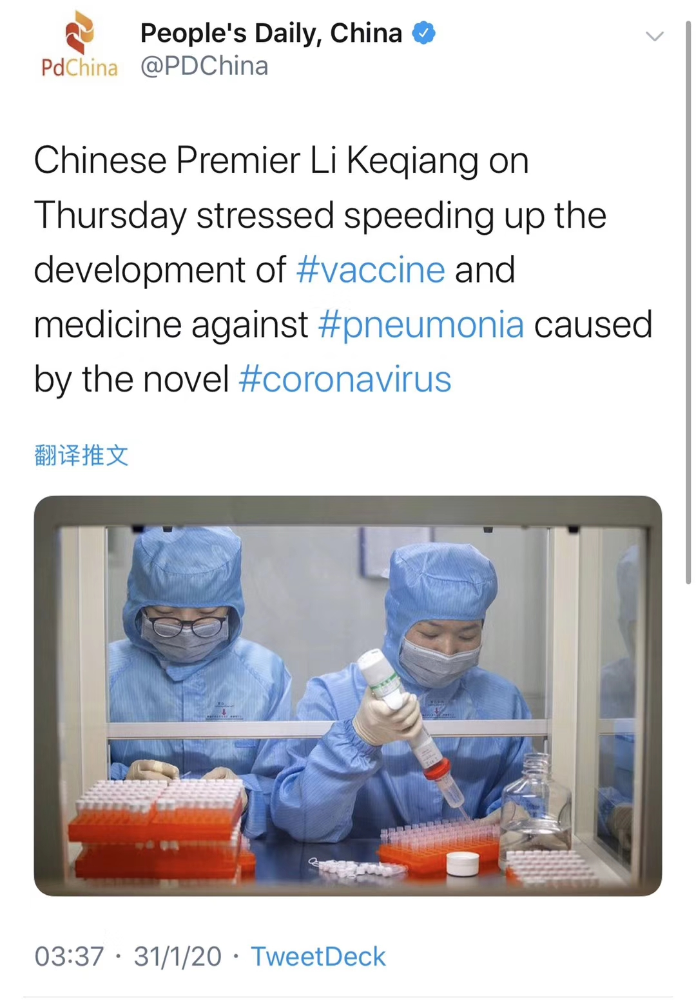 People's Daily, China
PdChina
@PDChina
Chinese Premier Li Keqiang on
Thursday stressed speeding up the
development of #vaccine and
medicine against #pneumonia caused
by the novel #coronavirus
翻译推文
03:37 · 31/1/20 · TweetDeck